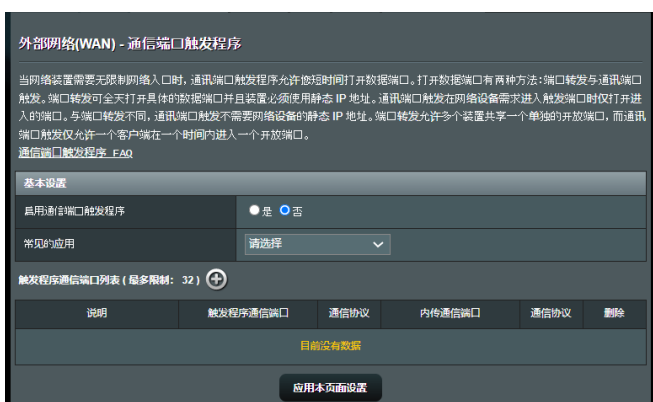 外部网络(WAN) - 通信端口触发程序
当网络装置需要无限制网络入口时, 通讯端口触发程序允许您短时间打开数据端口。打开数据端口有两种方法:端口转发与通讯端口
触发。端口转发可全天打开具体的数据端口并且装置必须使用静态 IP 地址。通讯端口触发在网络设备需求进入触发端口时仅打开进
入的端口。与端口转发不同, 通讯端口触发不需要网络设备的静态 IP 地址。端口转发允许多个装置共享一个单独的开放端口, 而通讯
端口触发仅允许一个客户端在一个时间内进入一个开放端口。
通信端口触发程序 FAQ
基本设置
启用通信端口触发程序 是 否
常见的应用 请选择
触发程序通信端口列表 ( 最多限制: 32 )
说明 触发程序通信端口 通信协议 内传通信端口 通信协议 删除
目前没有数据
应用本页面设置